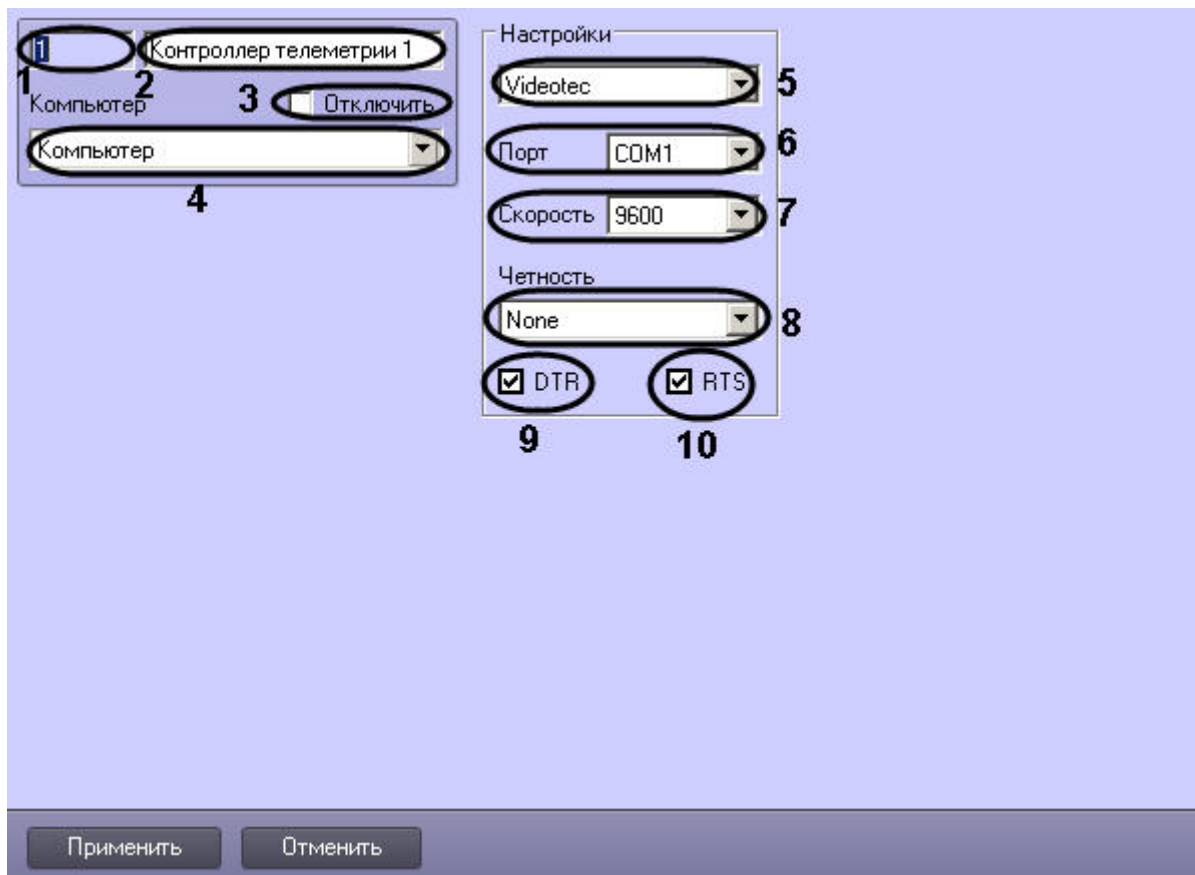 1 Контроллер телеметрии 1
1 2
Компьютер 3 Отключить
Компьютер
4
Настройки
Videotec 5
Порт COM1 6
Скорость 9600 7
Четность
None 8
DTR RTS
9 10
Применить Отменить